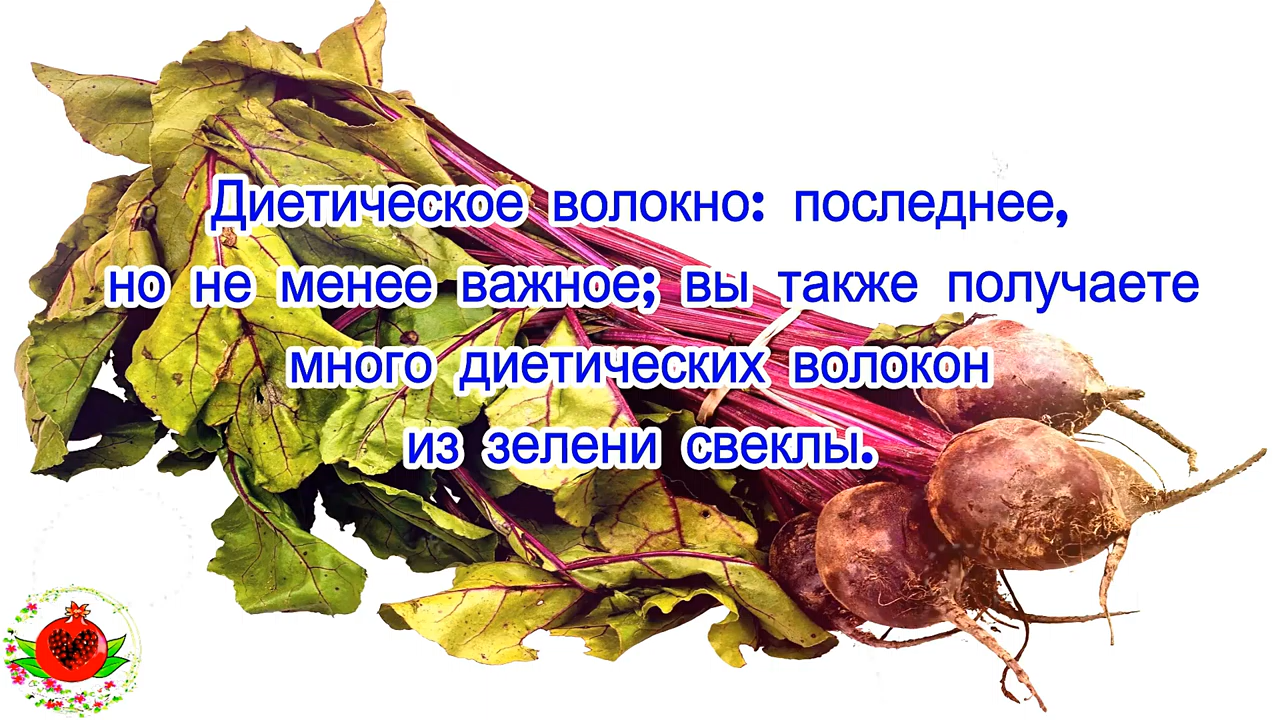 Диетическое волокно: последнее,
но не менее важное; вы также получаете
много диетических волокон
из зелени свеклы.